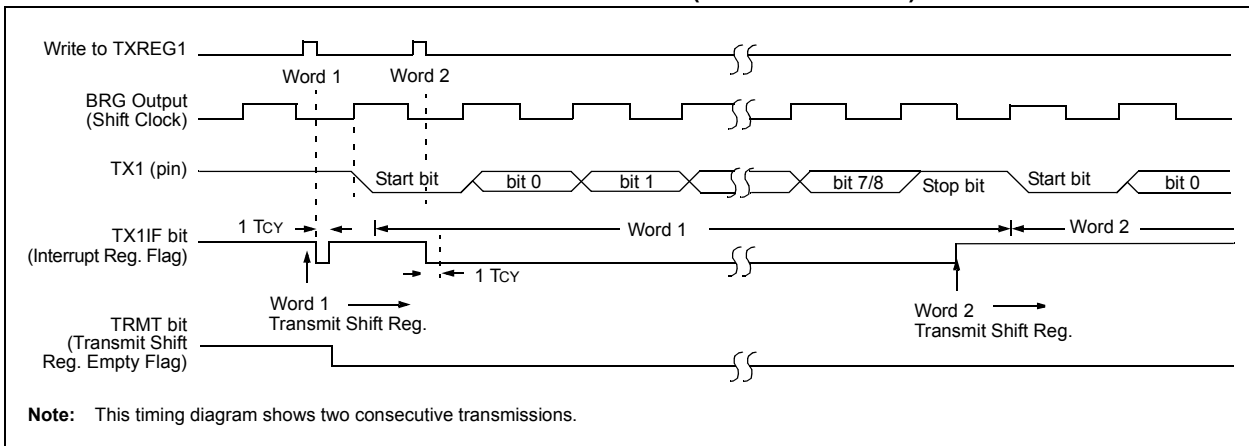 Write to TXREG1
Word 1
Word 2
BRG Output
(Shift Clock)
TX1 (pin)
Start bit
bit 0
bit 1
bit 7/8
Stop bit
Start bit
bit 0
1 TCY
Word 1
Word 2
TX1IF bit
(Interrupt Reg. Flag)
1 TCY
Word 1
Transmit Shift Reg.
Word 2
Transmit Shift Reg.
TRMT bit
(Transmit Shift
Reg. Empty Flag)
Note: This timing diagram shows two consecutive transmissions.